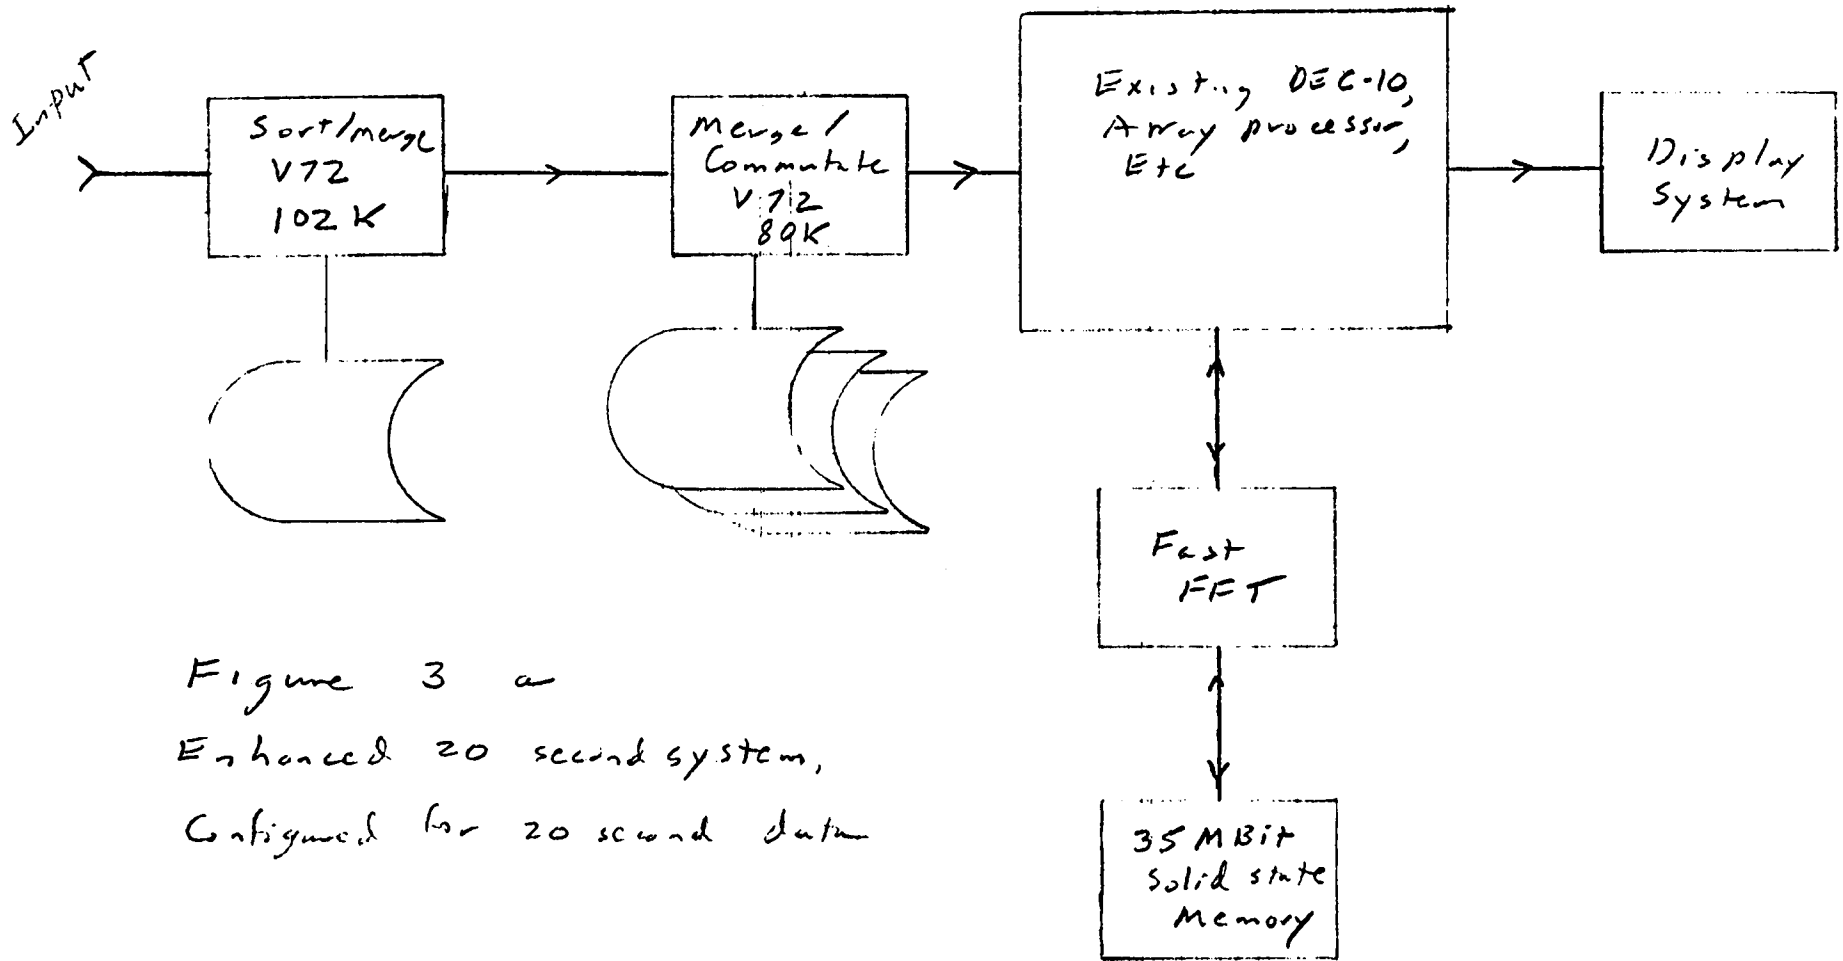 Input
Sort/merge
V72
102 K
Merge/
Commutate
V72
80K
Existing DEC-10,
Array processor,
Etc
Display
System
Fast
FFT
35 MBit
Solid state
Memory
Figure 3 a
Enhanced 20 second system,
Configured for 20 second data